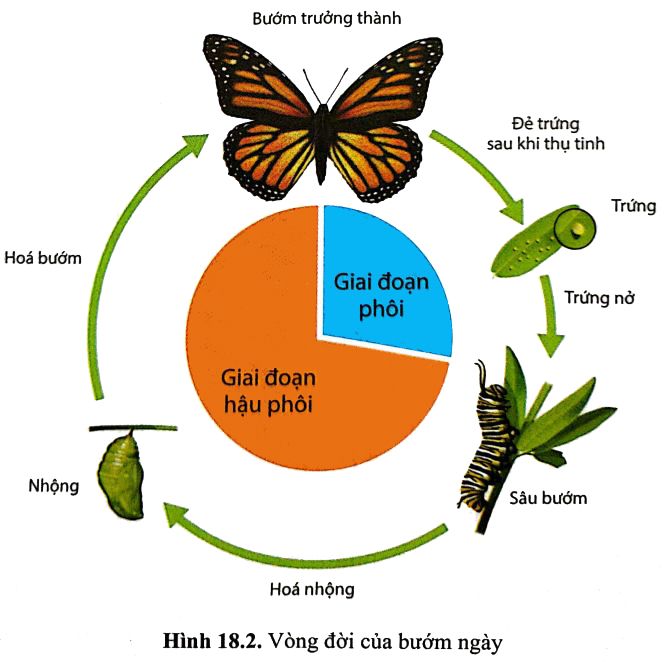 Bướm trưởng thành
Đẻ trứng
sau khi thụ tinh
Trứng
Trứng nở
Sâu bướm
Hoá nhộng
Nhộng
Hoá bướm
Giai đoạn
phôi
Giai đoạn
hậu phôi
Hình 18.2. Vòng đời của bướm ngày